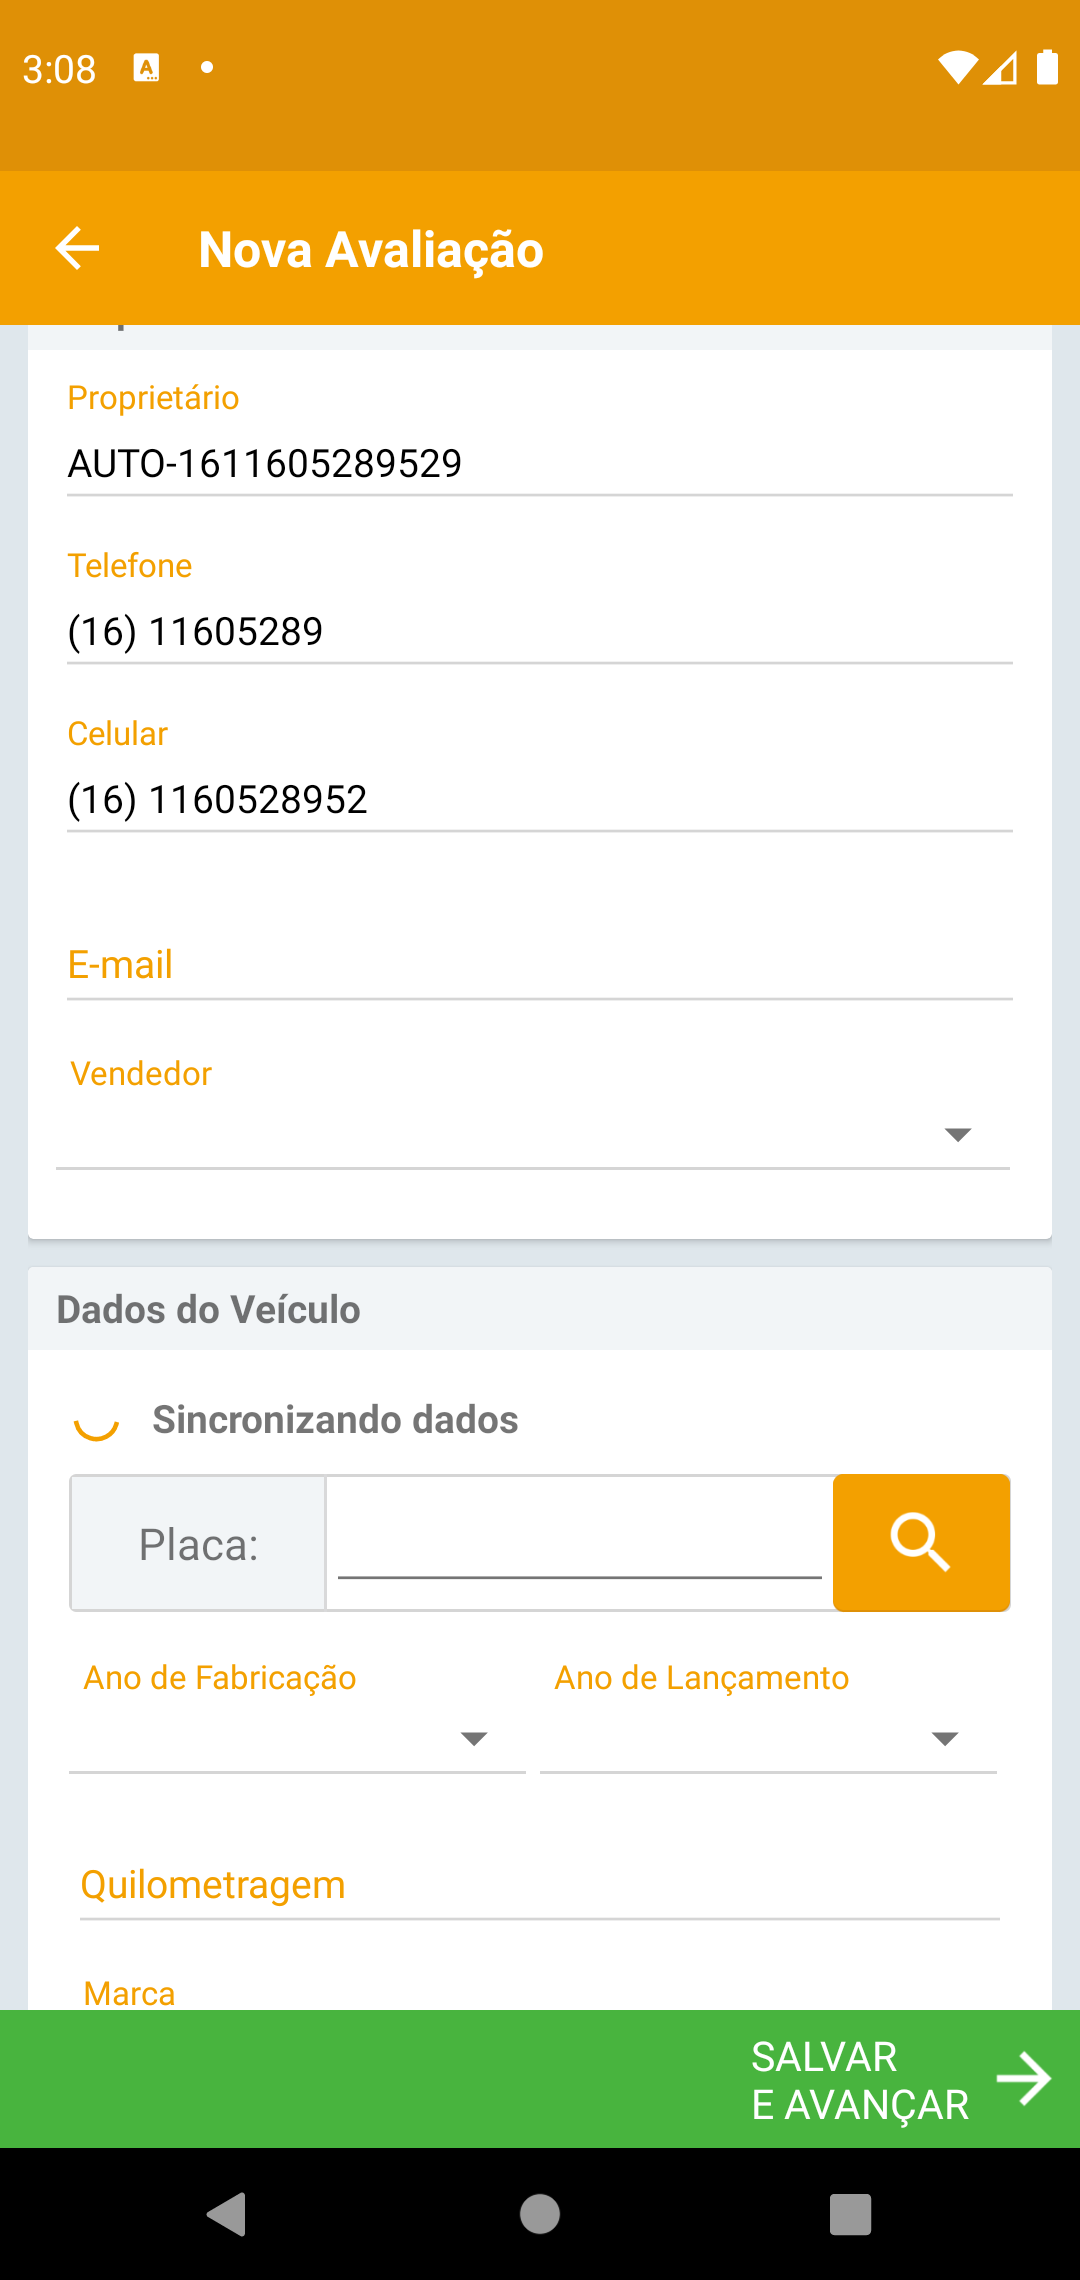 3:08
Nova Avaliação
Proprietário
AUTO-1611605289529
Telefone
(16) 11605289
Celular
(16) 1160528952
E-mail
Vendedor
Dados do Veículo
Sincronizando dados
Placa:
Ano de Fabricação
Ano de Lançamento
Quilometragem
Marca
SALVAR
E AVANÇAR